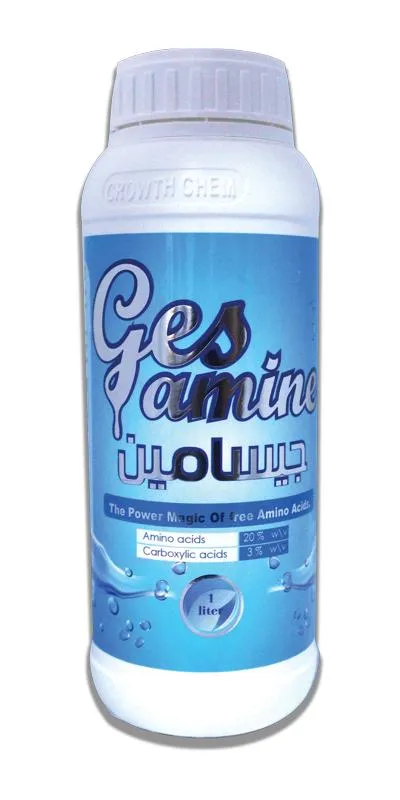 GROWTH CHEM
Ges
amine
جيسامين
The Power Magic Of free Amino Acids.
Amino acids 20 % w\v
Carboxylic acids 3 % w\v
1
liter